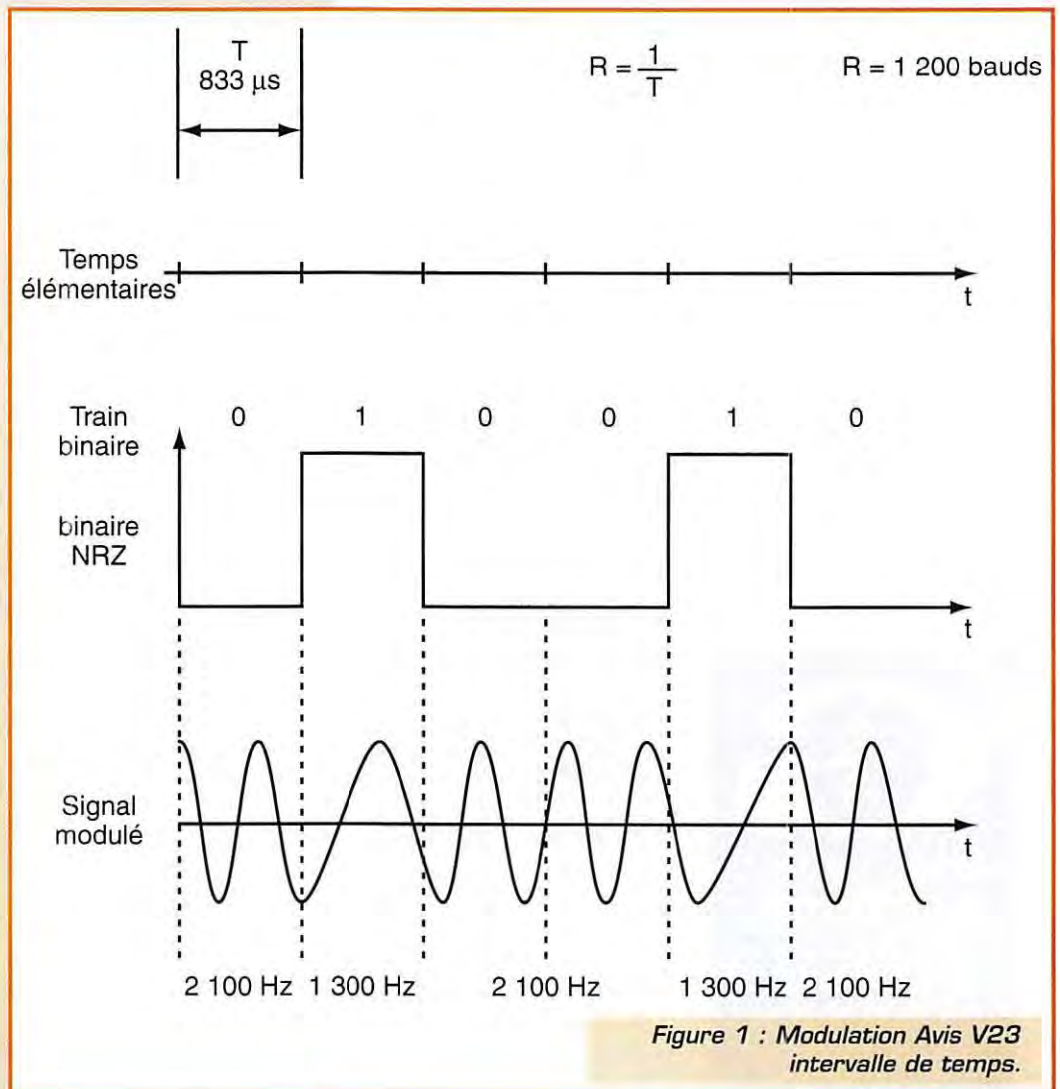 T
833 µs
R = 1/T
R = 1 200 bauds
Temps
élémentaires
t
Train
binaire
0 1 0 0 1 0
binaire
NRZ
t
Signal
modulé
t
2 100 Hz 1 300 Hz 2 100 Hz 1 300 Hz 2 100 Hz
Figure 1 : Modulation Avis V23
intervalle de temps.